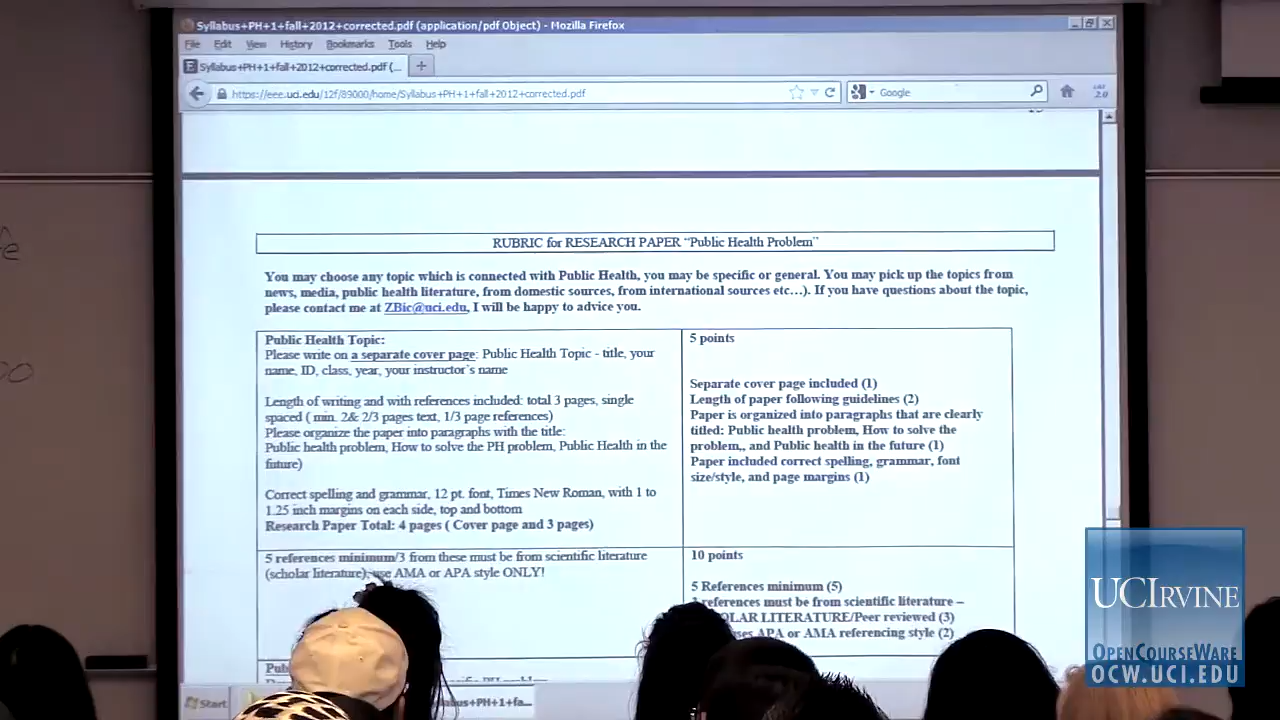 Syllabus+PH+1+fall+2012+corrected.pdf (application/pdf Object) - Mozilla Firefox
File Edit View History Bookmarks Tools Help
Syllabus+PH+1+fall+2012+corrected.pdf (...
https://eee.uci.edu/12f/89000/home/Syllabus+PH+1+fall+2012+corrected.pdf
Google
RUBRIC for RESEARCH PAPER "Public Health Problem"
You may choose any topic which is connected with Public Health, you may be specific or general. You may pick up the topics from
news, media, public health literature, from domestic sources, from international sources etc…). If you have questions about the topic,
please contact me at ZBic@uci.edu, I will be happy to advice you.
Public Health Topic:
Please write on a separate cover page: Public Health Topic - title, your
name, ID, class, year, your instructor's name
Length of writing and with references included: total 3 pages, single
spaced ( min. 2& 2/3 pages text, 1/3 page references)
Please organize the paper into paragraphs with the title:
Public health problem, How to solve the PH problem, Public Health in the
future)
Correct spelling and grammar, 12 pt. font, Times New Roman, with 1 to
1.25 inch margins on each side, top and bottom
Research Paper Total: 4 pages ( Cover page and 3 pages)
5 points
Separate cover page included (1)
Length of paper following guidelines (2)
Paper is organized into paragraphs that are clearly
titled: Public health problem, How to solve the
problem,, and Public health in the future (1)
Paper included correct spelling, grammar, font
size/style, and page margins (1)
5 references minimum/3 from these must be from scientific literature
(scholar literature); use AMA or APA style ONLY!
10 points
5 References minimum (5)
references must be from scientific literature –
LAR LITERATURE/Peer reviewed (3)
APA or AMA referencing style (2)
Start
UCIRVINE
OPENCOURSEWARE
OCW.UCI.EDU